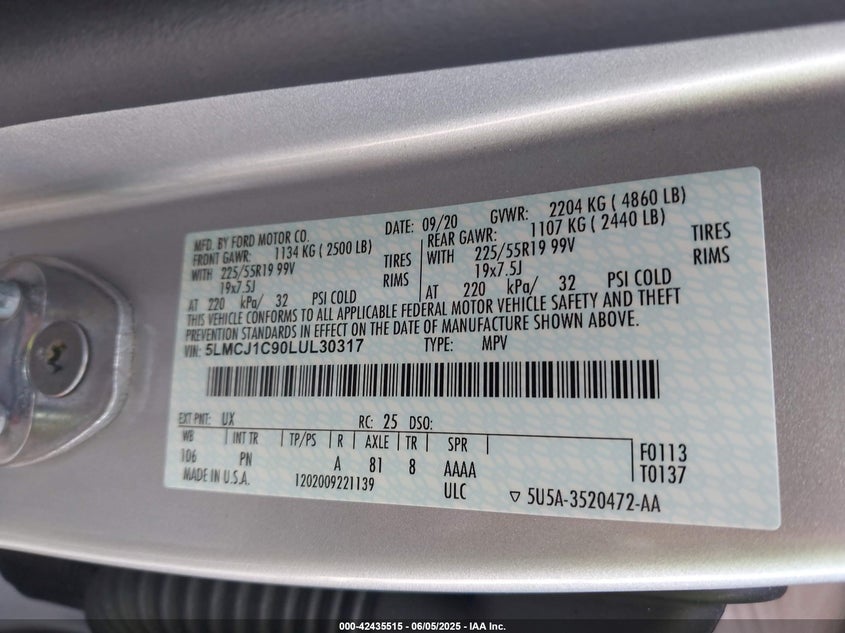 MFD. BY FORD MOTOR CO. DATE: 09/20 GVWR: 2204 KG ( 4860 LB)
FRONT GAWR: 1134 KG ( 2500 LB) REAR GAWR: 1107 KG ( 2440 LB)
WITH 225/55R19 99V TIRES WITH 225/55R19 99V TIRES
19x7.5J RIMS 19x7.5J RIMS
AT 220 kPa/ 32 PSI COLD AT 220 kPa/ 32 PSI COLD
THIS VEHICLE CONFORMS TO ALL APPLICABLE FEDERAL MOTOR VEHICLE SAFETY AND THEFT
PREVENTION STANDARDS IN EFFECT ON THE DATE OF MANUFACTURE SHOWN ABOVE.
VIN: 5LMCJ1C90LUL30317 TYPE: MPV
EXT PNT: UX RC: 25 DSO:
WB INT TR TP/PS R AXLE TR SPR
106 PN A 81 8 AAAA
F0113
T0137
MADE IN U.S.A. 1202009221139 ULC
5U5A-3520472-AA
000-42435515 - 06/05/2025 - IAA Inc.